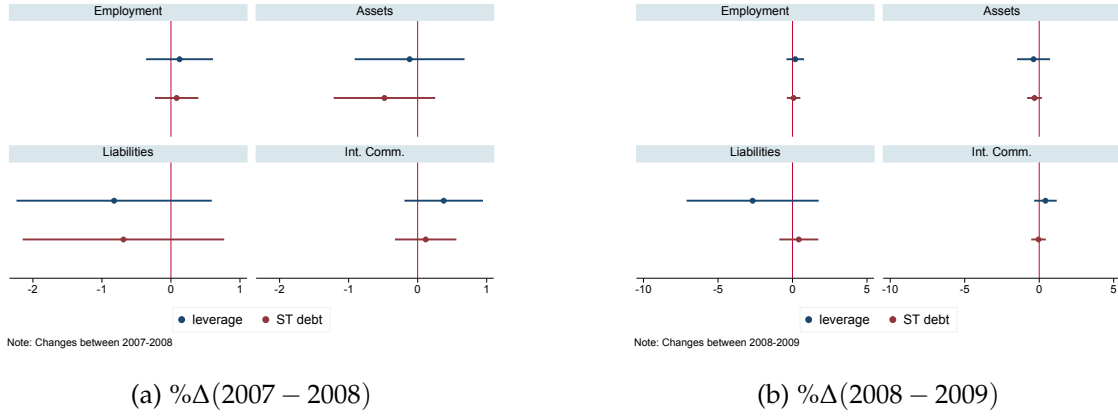 Employment
Assets
Liabilities
Int. Comm.
-2 -1 0 1 -2 -1 0 1
leverage ST debt
Note: Changes between 2007-2008
(a) %Δ(2007 − 2008)
Employment
Assets
Liabilities
Int. Comm.
-10 -5 0 5 -10 -5 0 5
leverage ST debt
Note: Changes between 2008-2009
(b) %Δ(2008 − 2009)